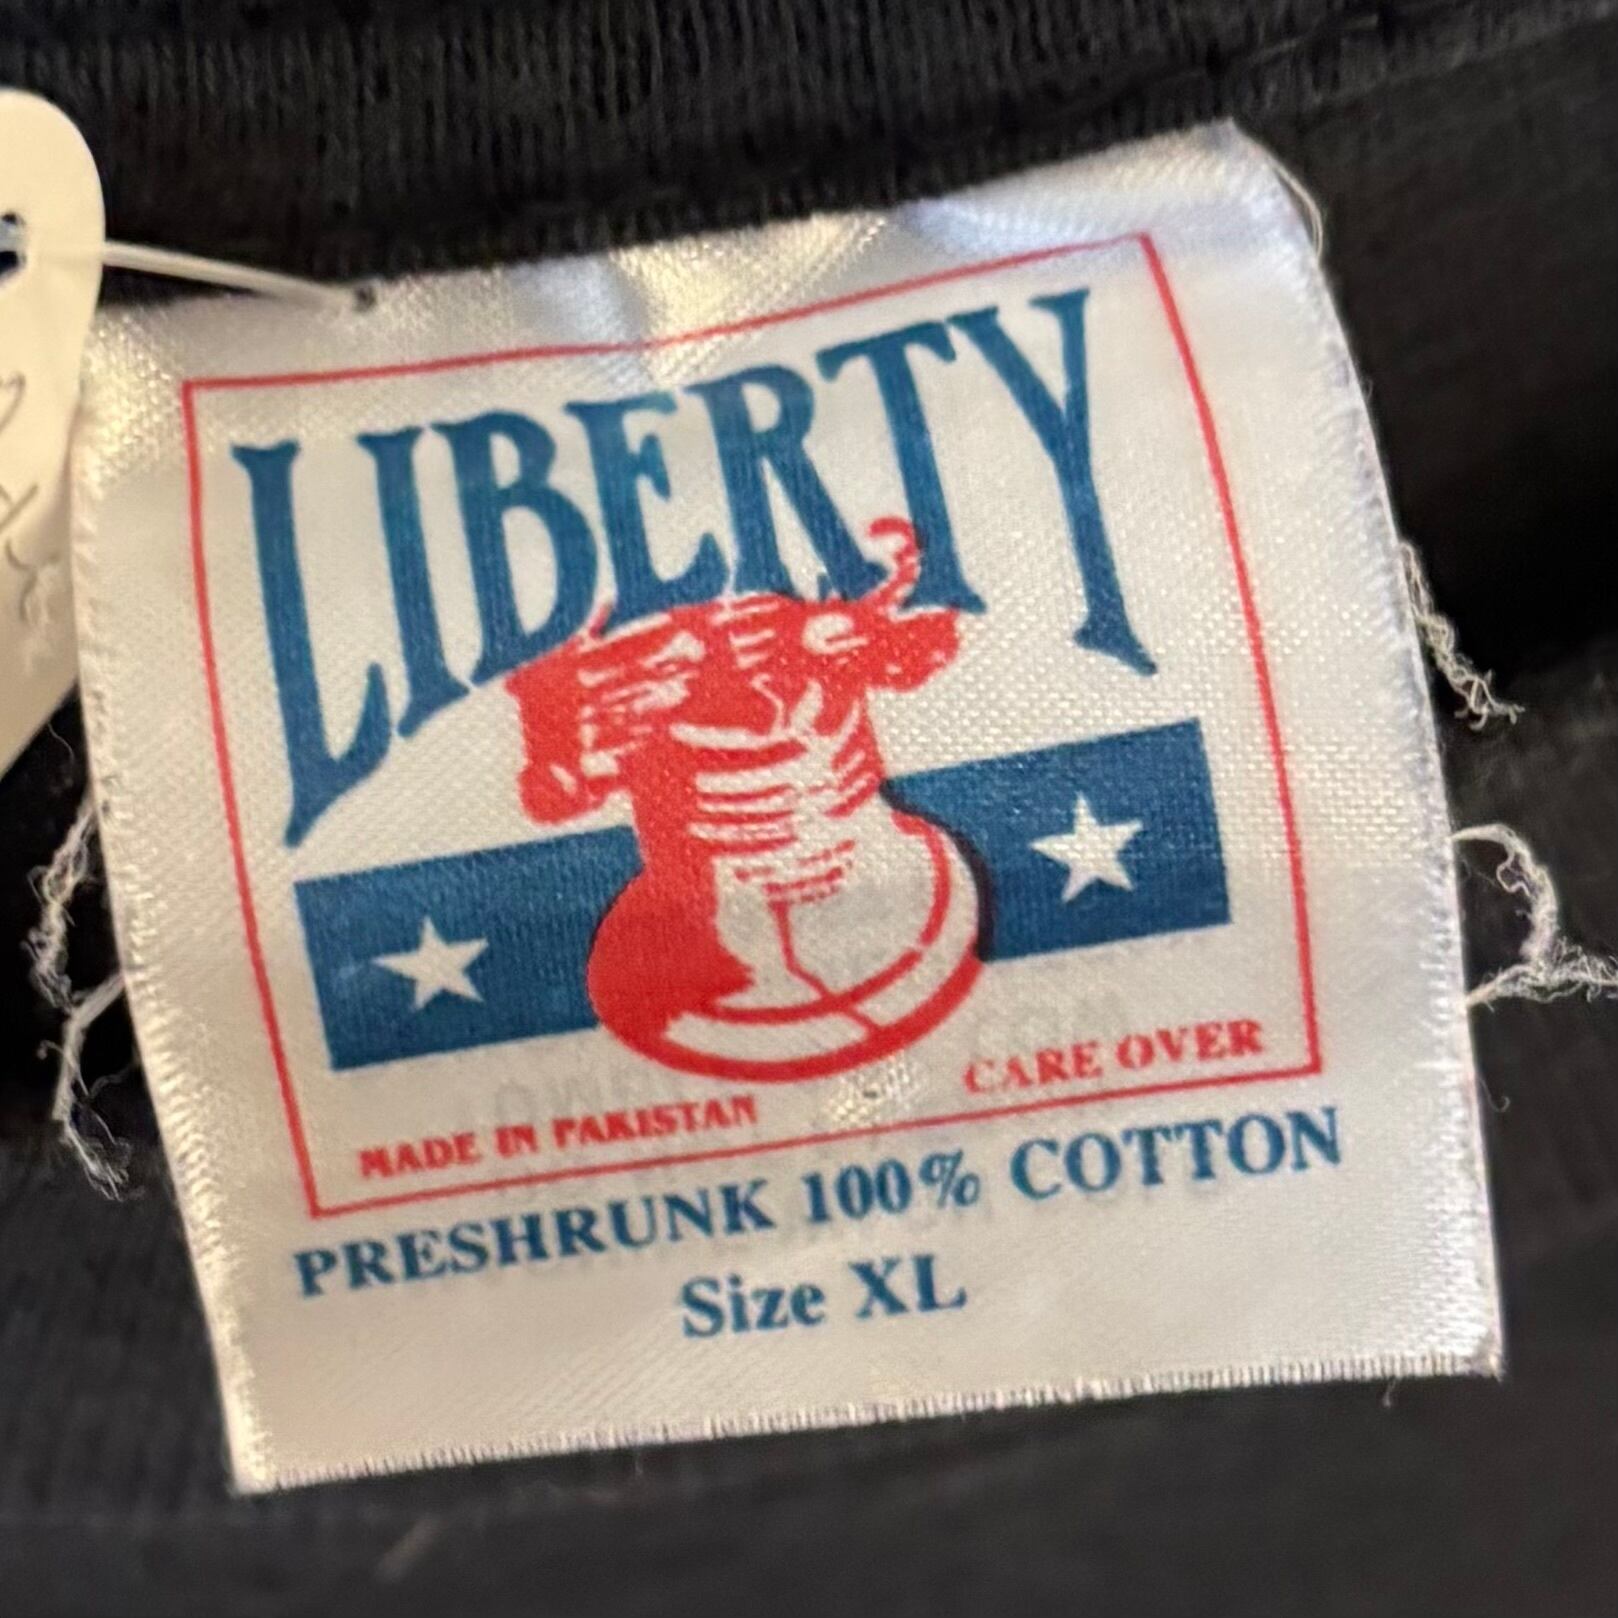 LIBERTY
MADE IN PAKISTAN
CARE OVER
PRESHRUNK 100% COTTON
Size XL